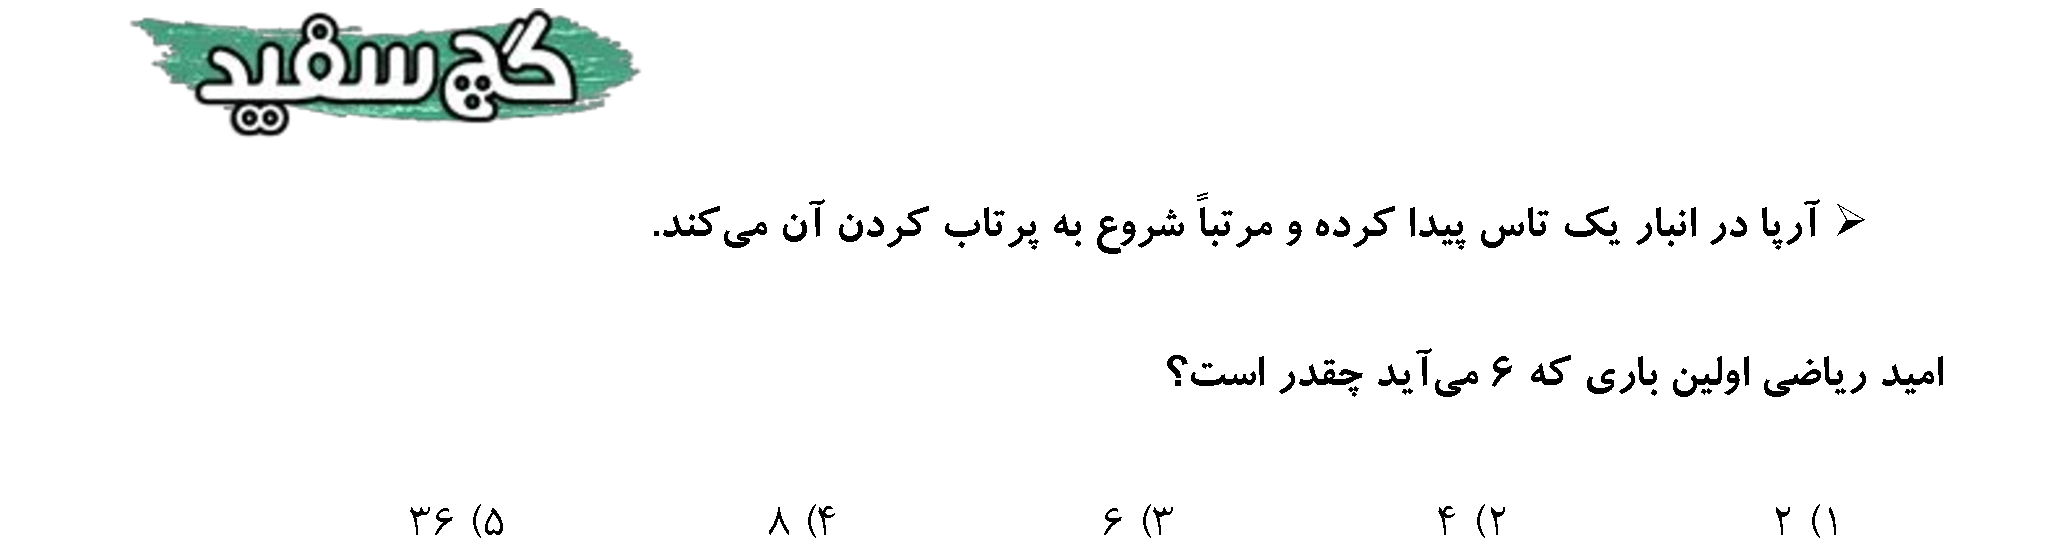 گچ سفید
➢ آرپا در انبار یک تاس پیدا کرده و مرتباً شروع به پرتاب کردن آن می‌کند.
امید ریاضی اولین باری که ۶ می‌آید چقدر است؟
۱) ۲ ۲) ۴ ۳) ۶ ۴) ۸ ۵) ۳۶